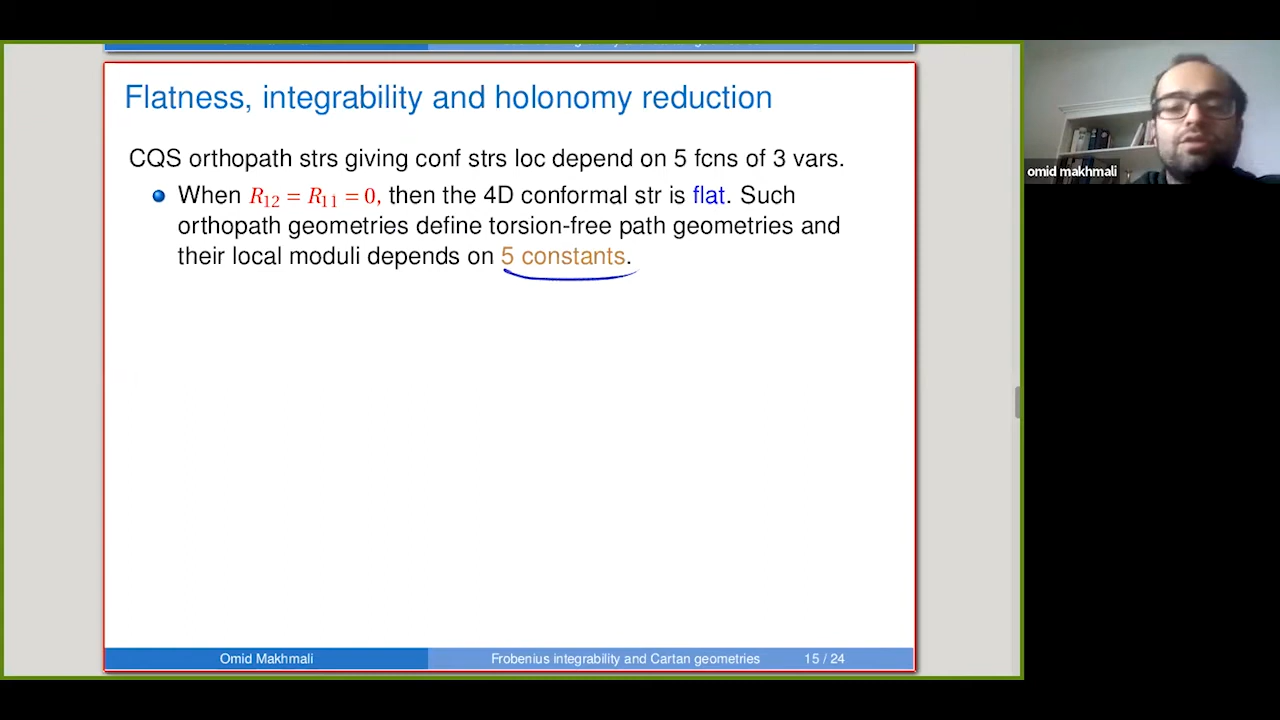 Flatness, integrability and holonomy reduction
CQS orthopath strs giving conf strs loc depend on 5 fcns of 3 vars.
When R₁₂ = R₁₁ = 0, then the 4D conformal str is flat. Such
orthopath geometries define torsion-free path geometries and
their local moduli depends on 5 constants.
omid makhmali
Omid Makhmali
Frobenius integrability and Cartan geometries
15 / 24